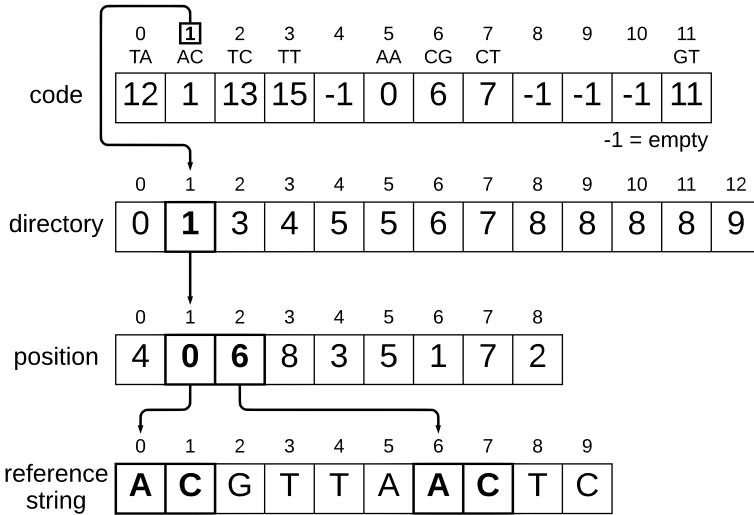 0 1 2 3 4 5 6 7 8 9 10 11
TA AC TC TT AA CG CT GT
code 12 1 13 15 -1 0 6 7 -1 -1 -1 11
-1 = empty
0 1 2 3 4 5 6 7 8 9 10 11 12
directory 0 1 3 4 5 5 6 7 8 8 8 8 9
0 1 2 3 4 5 6 7 8
position 4 0 6 8 3 5 1 7 2
0 1 2 3 4 5 6 7 8 9
reference
string A C G T T A A C T C